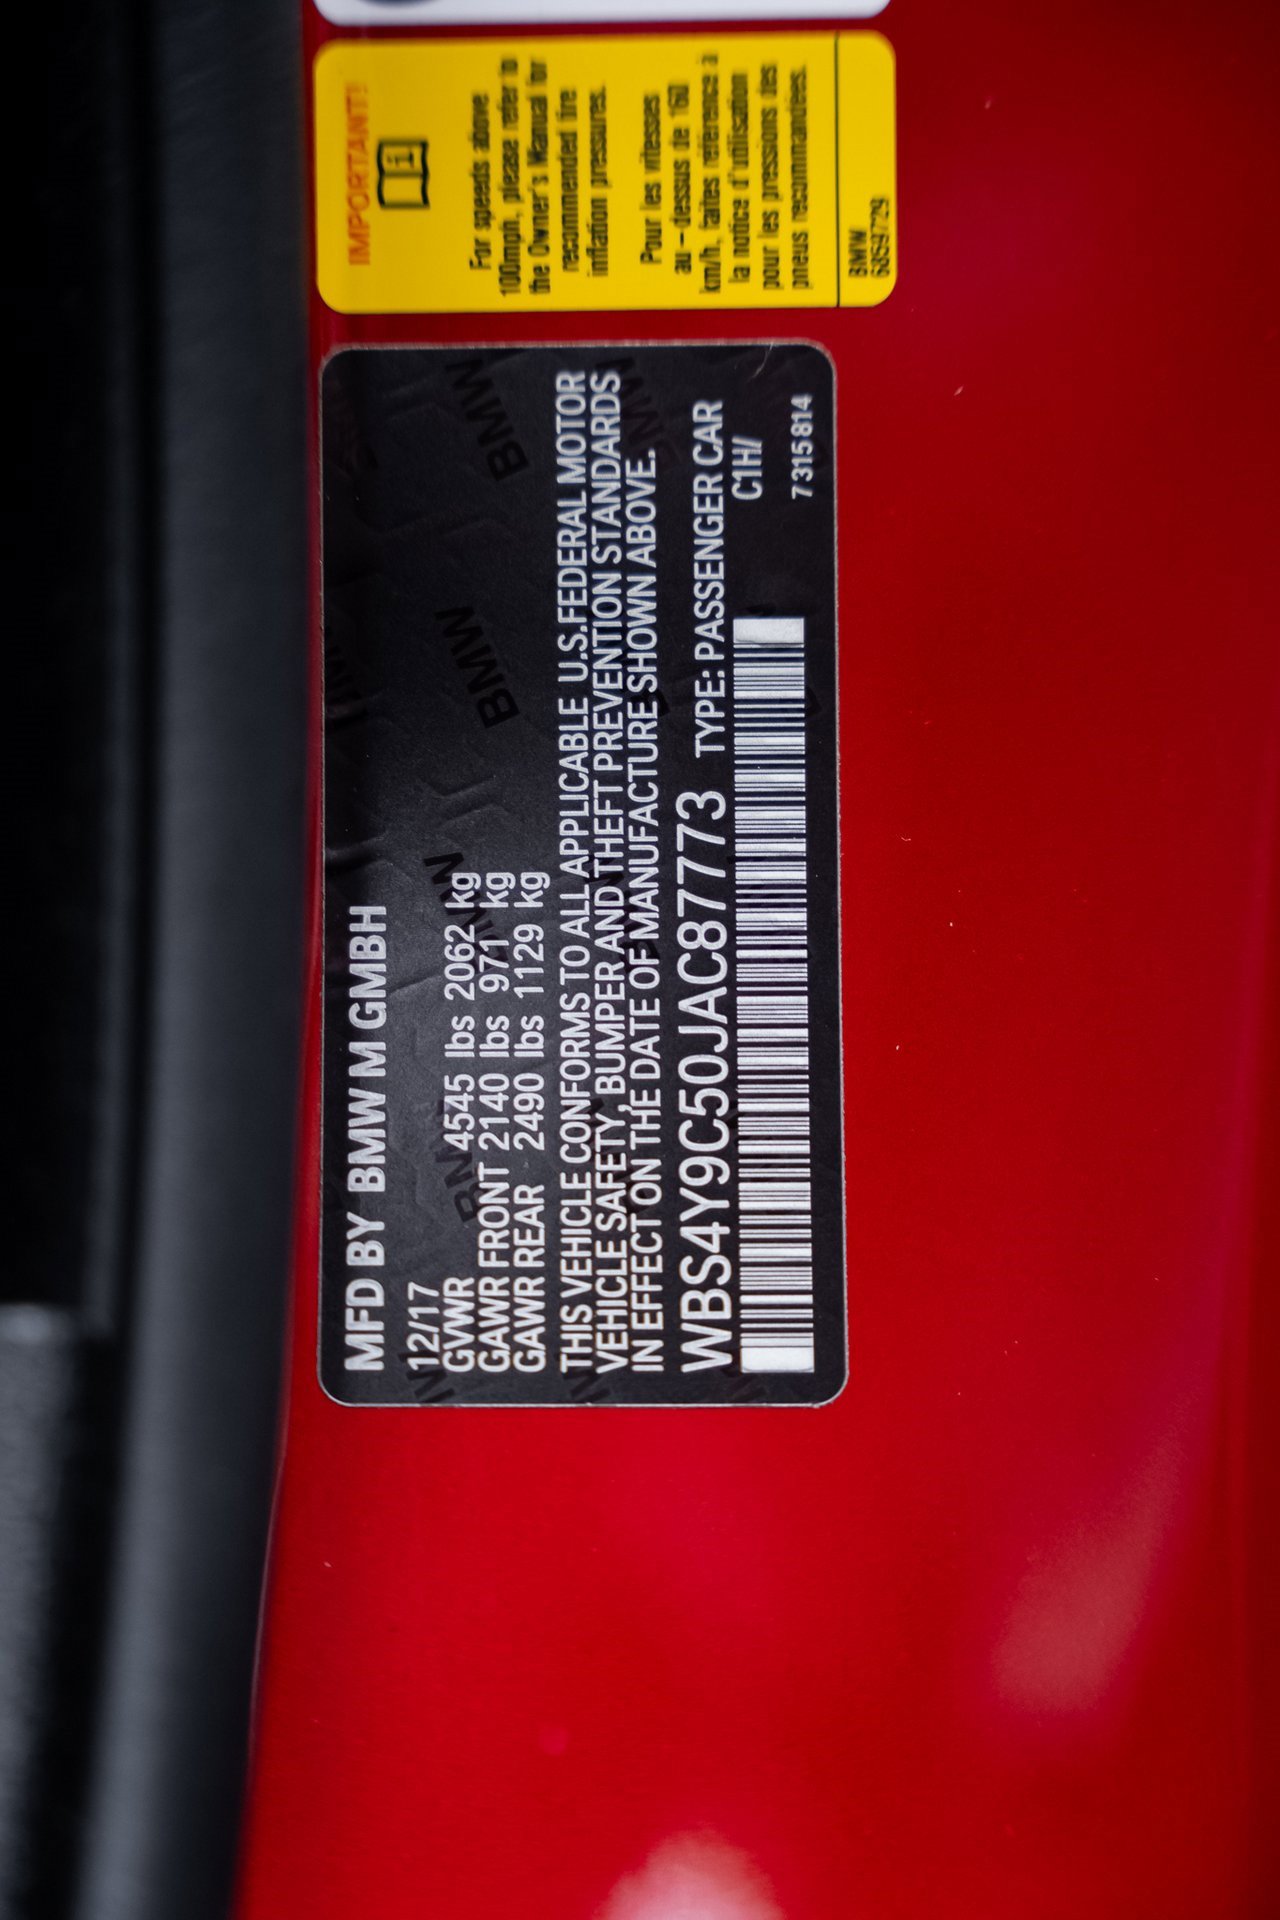 IMPORTANT!
i
For speeds above
100mph, please refer to
the Owner's Manual for
recommended tire
inflation pressures.
Pour les vitesses
au-dessus de 160
km/h, faites référence à
la notice d'utilisation
pour les pressions des
pneus recommandées.
BMW
6859729
MFD BY BMW M GMBH
12/17
GVWR 4545 lbs 2062 kg
GAWR FRONT 2140 lbs 971 kg
GAWR REAR 2490 lbs 1129 kg
THIS VEHICLE CONFORMS TO ALL APPLICABLE U.S.FEDERAL MOTOR
VEHICLE SAFETY, BUMPER AND THEFT PREVENTION STANDARDS
IN EFFECT ON THE DATE OF MANUFACTURE SHOWN ABOVE.
WBS4Y9C50JAC87773 TYPE: PASSENGER CAR
C1H/
7315814
BMW
BMW
BMW